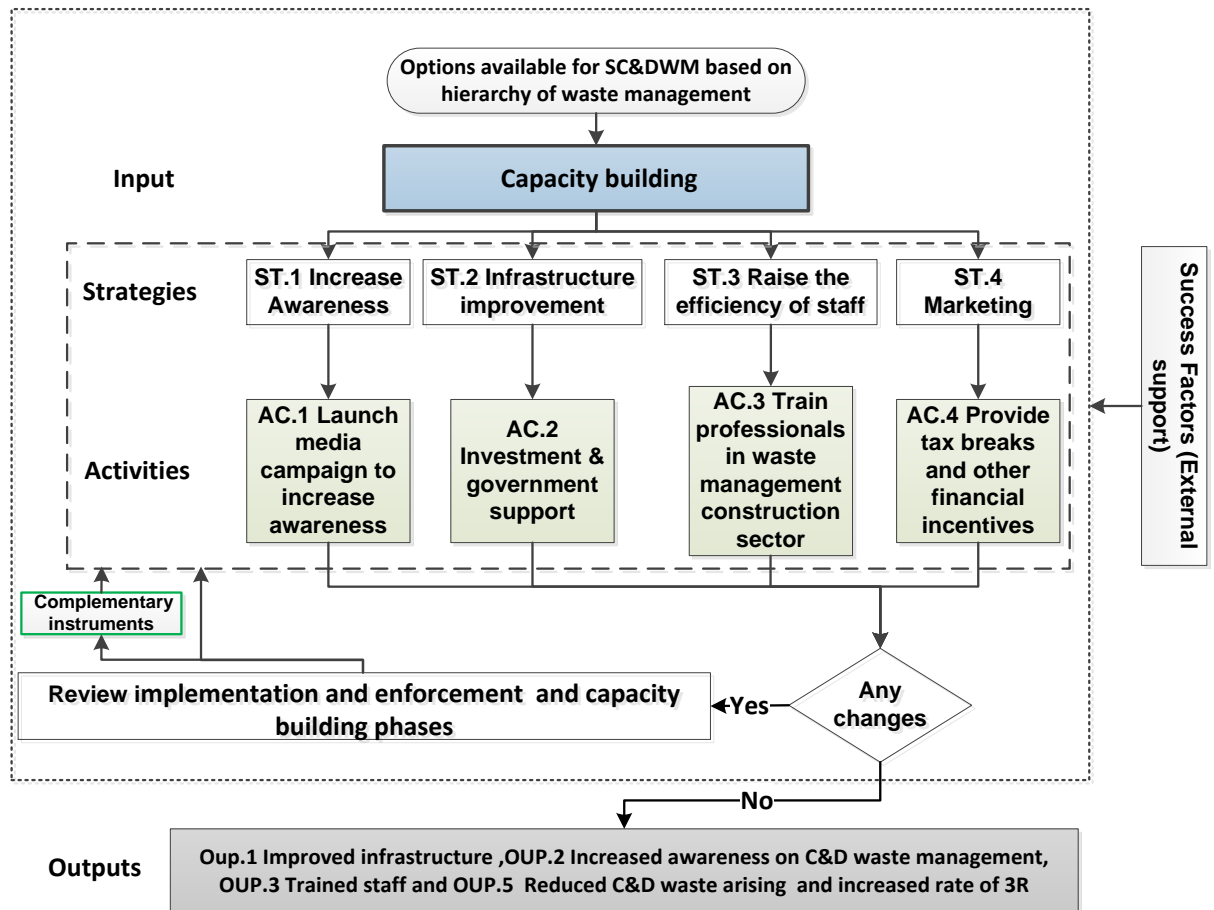 Options available for SC&DWM based on
hierarchy of waste management
Input
Capacity building
Strategies
ST.1 Increase
Awareness
ST.2 Infrastructure
improvement
ST.3 Raise the
efficiency of staff
ST.4
Marketing
Success Factors (External
support)
Activities
AC.1 Launch
media
campaign to
increase
awareness
AC.2
Investment &
government
support
AC.3 Train
professionals
in waste
management
construction
sector
AC.4 Provide
tax breaks
and other
financial
incentives
Complementary
instruments
Review implementation and enforcement and capacity
building phases
Yes
Any
changes
No
Outputs
Oup.1 Improved infrastructure ,OUP.2 Increased awareness on C&D waste management,
OUP.3 Trained staff and OUP.5 Reduced C&D waste arising and increased rate of 3R